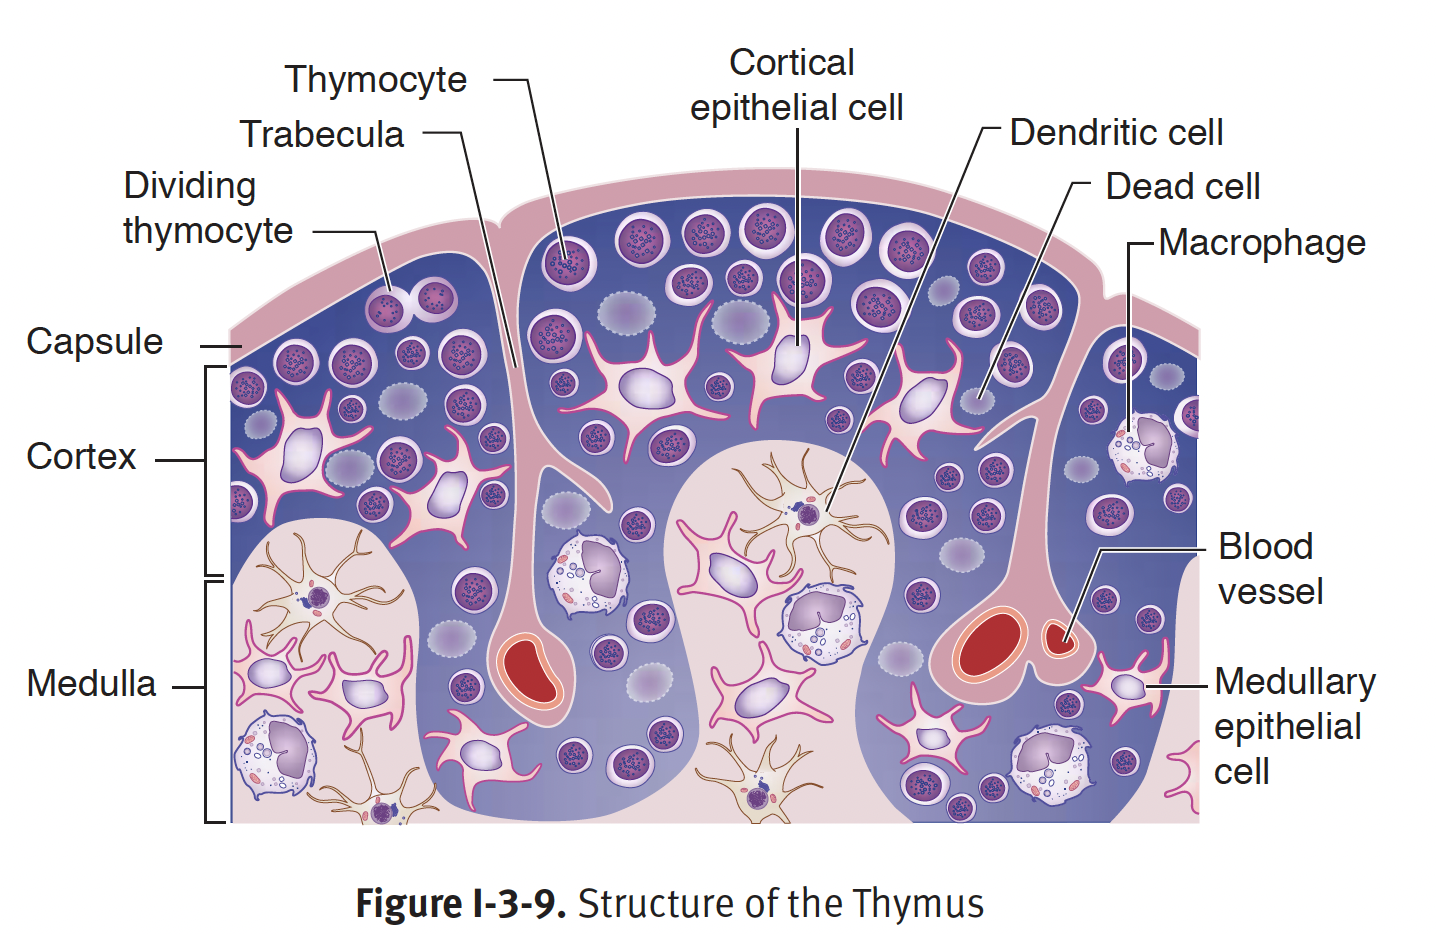 Thymocyte
Trabecula
Dividing
thymocyte
Capsule
Cortex
Medulla
Cortical
epithelial cell
Dendritic cell
Dead cell
Macrophage
Blood
vessel
Medullary
epithelial
cell
Figure I-3-9. Structure of the Thymus